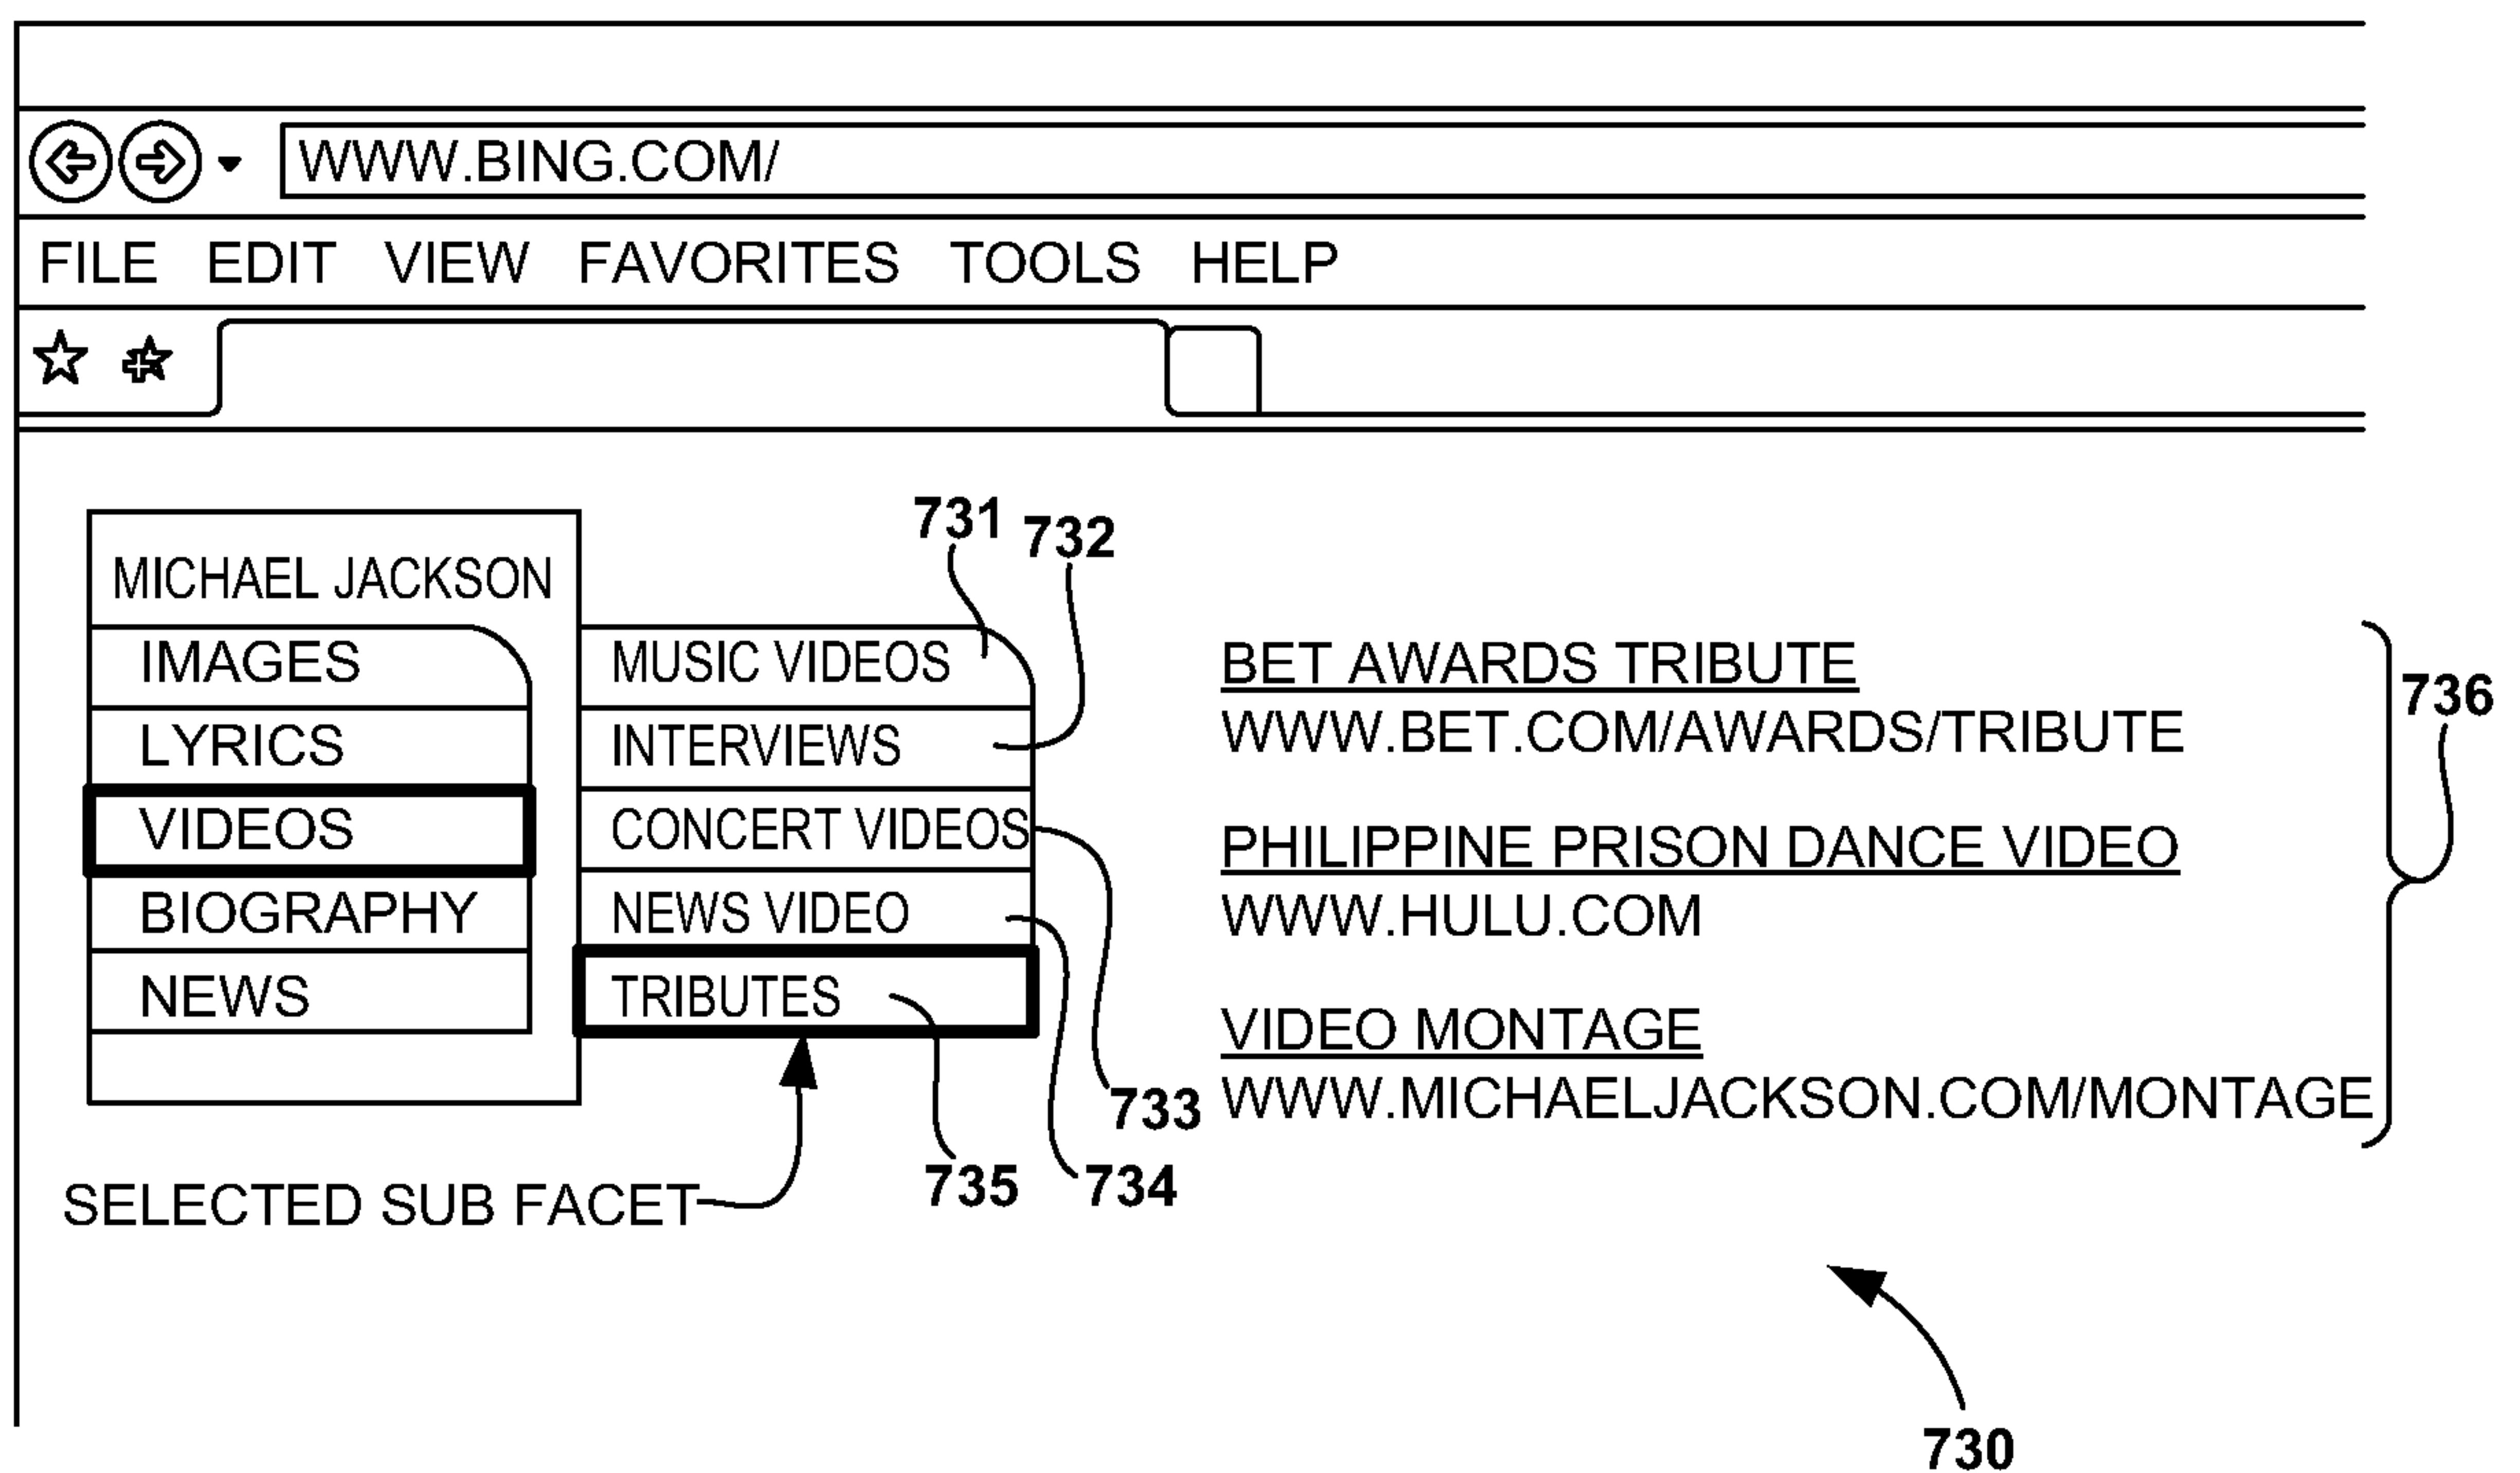 WWW.BING.COM/
FILE EDIT VIEW FAVORITES TOOLS HELP
731
732
MICHAEL JACKSON
IMAGES
LYRICS
VIDEOS
BIOGRAPHY
NEWS
MUSIC VIDEOS
INTERVIEWS
CONCERT VIDEOS
NEWS VIDEO
TRIBUTES
BET AWARDS TRIBUTE
WWW.BET.COM/AWARDS/TRIBUTE
PHILIPPINE PRISON DANCE VIDEO
WWW.HULU.COM
VIDEO MONTAGE
WWW.MICHAELJACKSON.COM/MONTAGE
736
733
734
735
SELECTED SUB FACET
730